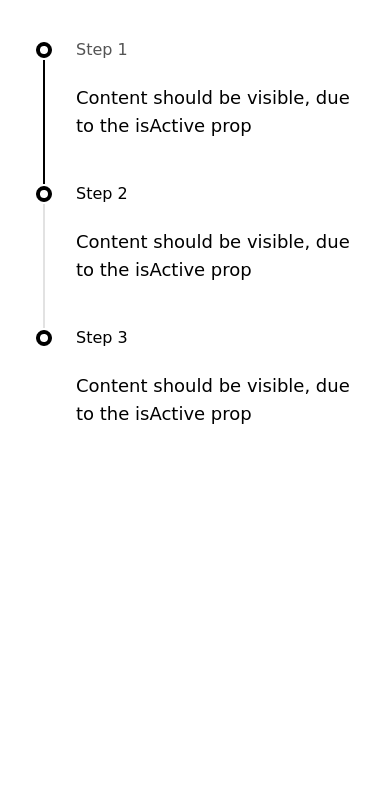 Step 1
Content should be visible, due
to the isActive prop
Step 2
Content should be visible, due
to the isActive prop
Step 3
Content should be visible, due
to the isActive prop